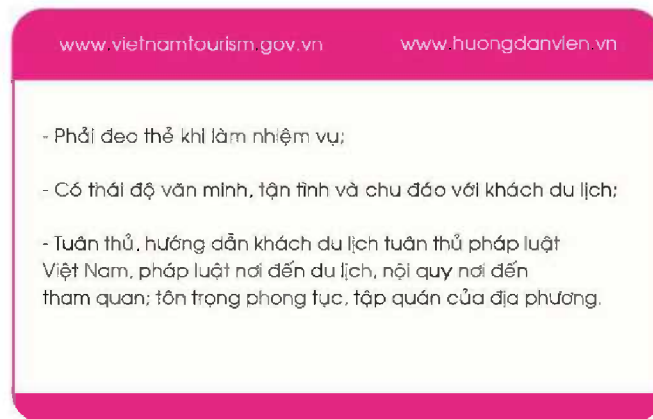 www.vietnamtourism.gov.vn www.huongdanvien.vn
- Phải đeo thẻ khi làm nhiệm vụ;
- Có thái độ văn minh, tận tình và chu đáo với khách du lịch;
- Tuân thủ, hướng dẫn khách du lịch tuân thủ pháp luật
Việt Nam, pháp luật nơi đến du lịch, nội quy nơi đến
tham quan; tôn trọng phong tục, tập quán của địa phương.